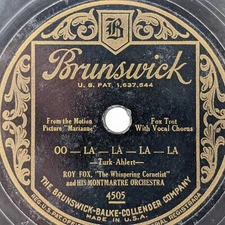 B
Brunswick
U. S. PAT. 1,637,544
From the Motion
Picture "Marianne"
Fox Trot
With Vocal Chorus
OO — LA — LA — LA — LA
—Turk-Ahlert—
ROY FOX, "The Whispering Cornetist"
and HIS MONTMARTRE ORCHESTRA
4505
THE BRUNSWICK-BALKE-COLLENDER COMPANY
MADE IN U.S.A.